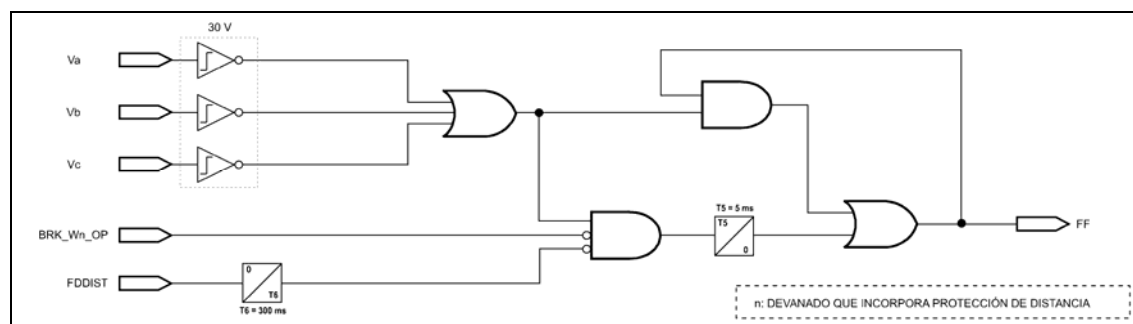 30 V
Va
Vb
Vc
BRK_Wn_OP
FDDIST
0
T6
T6 = 300 ms
T5 = 5 ms
T5
0
FF
n: DEVANADO QUE INCORPORA PROTECCIÓN DE DISTANCIA